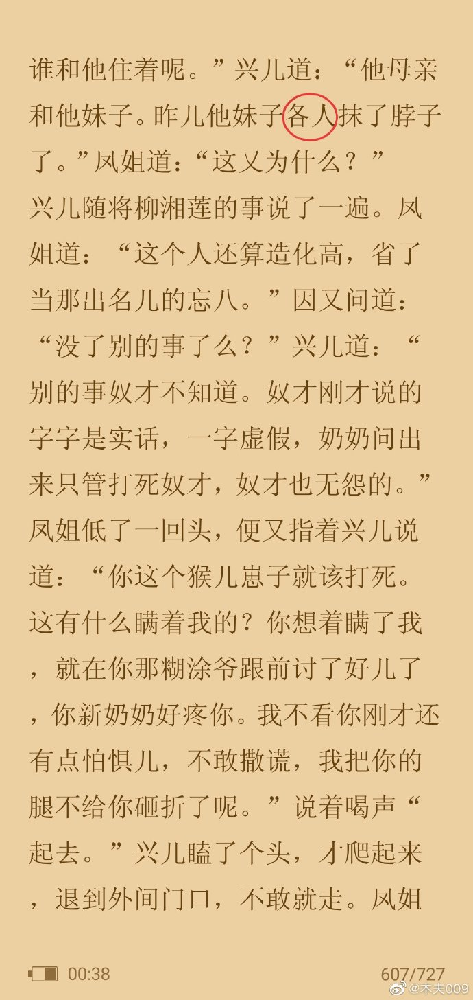 谁和他住着呢。”兴儿道：“他母亲
和他妹子。昨儿他妹子各人抹了脖子
了。”凤姐道：“这又为什么？”
兴儿随将柳湘莲的事说了一遍。凤
姐道：“这个人还算造化高，省了
当那出名儿的忘八。”因又问道：
“没了别的事了么？”兴儿道：“
别的事奴才不知道。奴才刚才说的
字字是实话，一字虚假，奶奶问出
来只管打死奴才，奴才也无怨的。”
凤姐低了一回头，便又指着兴儿说
道：“你这个猴儿崽子就该打死。
这有什么瞒着我的？你想着瞒了我
，就在你那糊涂爷跟前讨了好儿了
，你新奶奶好疼你。我不看你刚才还
有点怕惧儿，不敢撒谎，我把你的
腿不给你砸折了呢。”说着喝声“
起去。”兴儿瞌了个头，才爬起来
，退到外间门口，不敢就走。凤姐
00:38
607/727
@木夫009